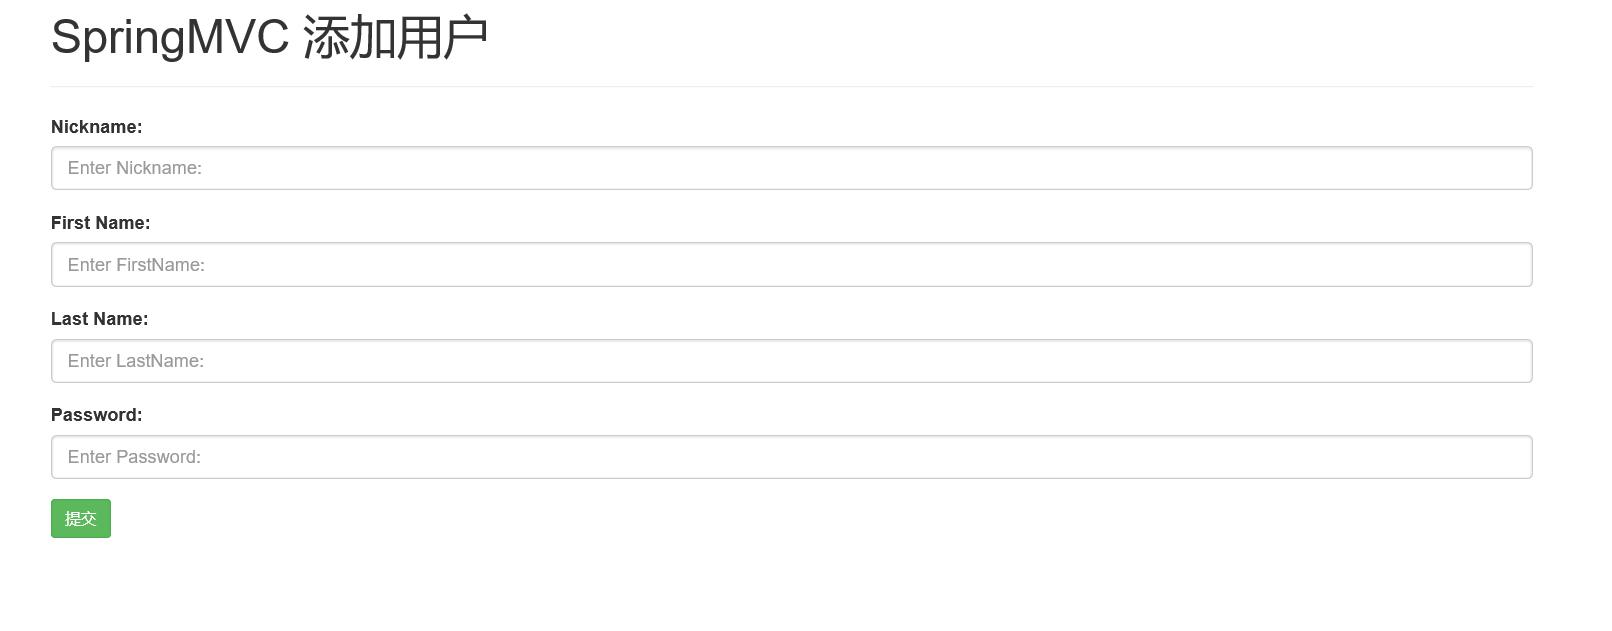 SpringMVC 添加用户
Nickname:
Enter Nickname:
First Name:
Enter FirstName:
Last Name:
Enter LastName:
Password:
Enter Password:
提交